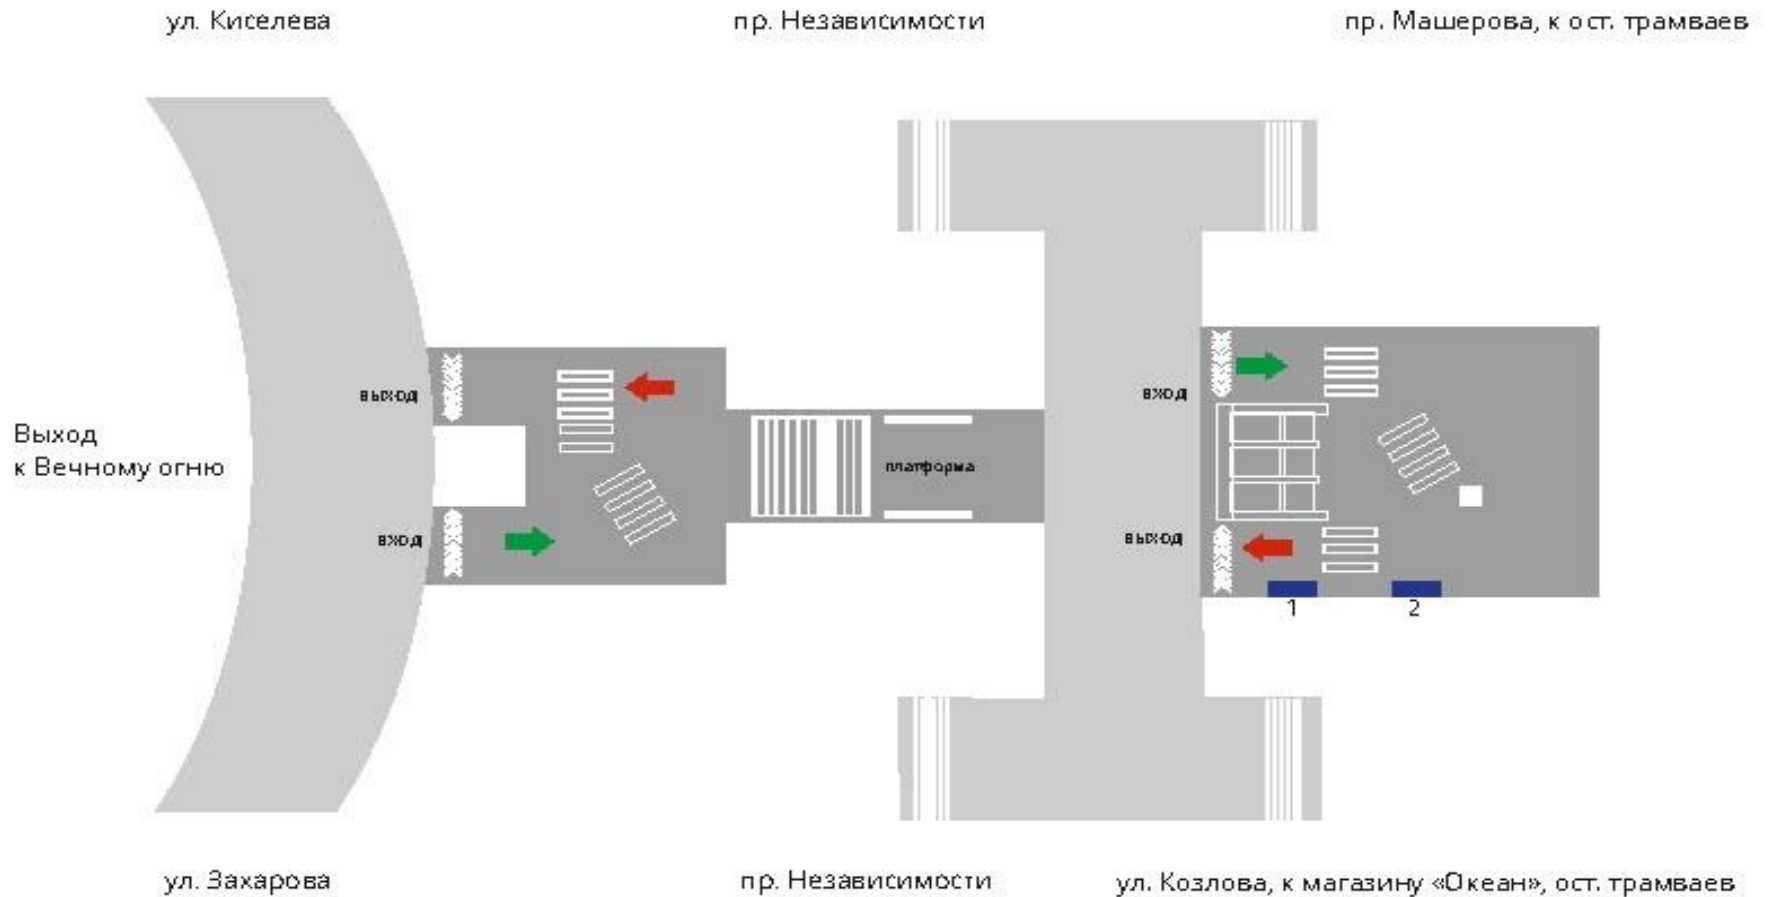 ул. Киселева
пр. Независимости
пр. Машерова, к ост. трамваев
выход
вход
Выход
к Вечному огню
платформа
вход
выход
1
2
ул. Захарова
пр. Независимости
ул. Козлова, к магазину «Океан», ост. трамваев